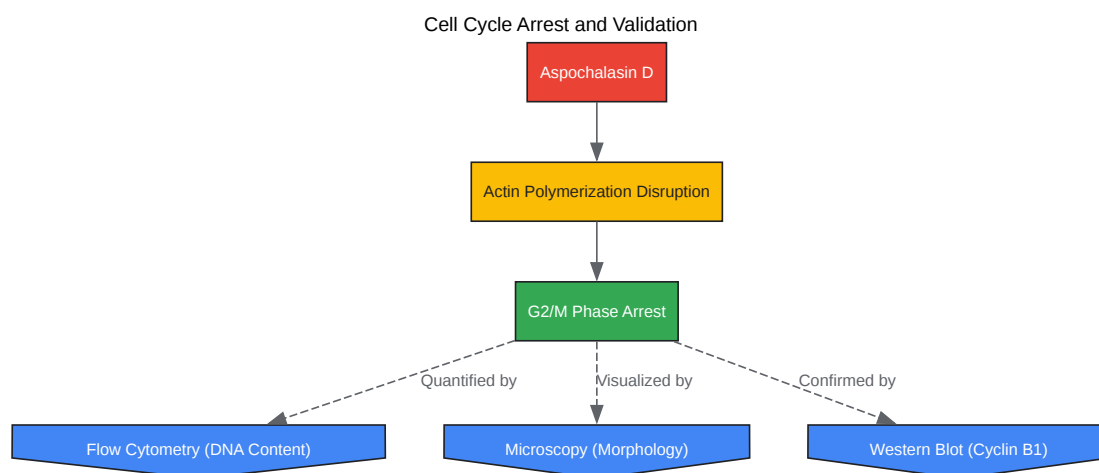 Cell Cycle Arrest and Validation
Aspochalasin D
Actin Polymerization Disruption
G2/M Phase Arrest
Quantified by
Visualized by
Confirmed by
Flow Cytometry (DNA Content)
Microscopy (Morphology)
Western Blot (Cyclin B1)